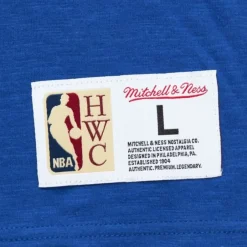 Mitchell & Ness
HWC
NBA
L
MITCHELL & NESS NOSTALGIA CO.
AUTHENTIC LICENSED APPAREL
DESIGNED IN PHILADELPHIA, PA.
ESTABLISHED 1904
AUTHENTIC. PREMIUM. LEGENDARY.